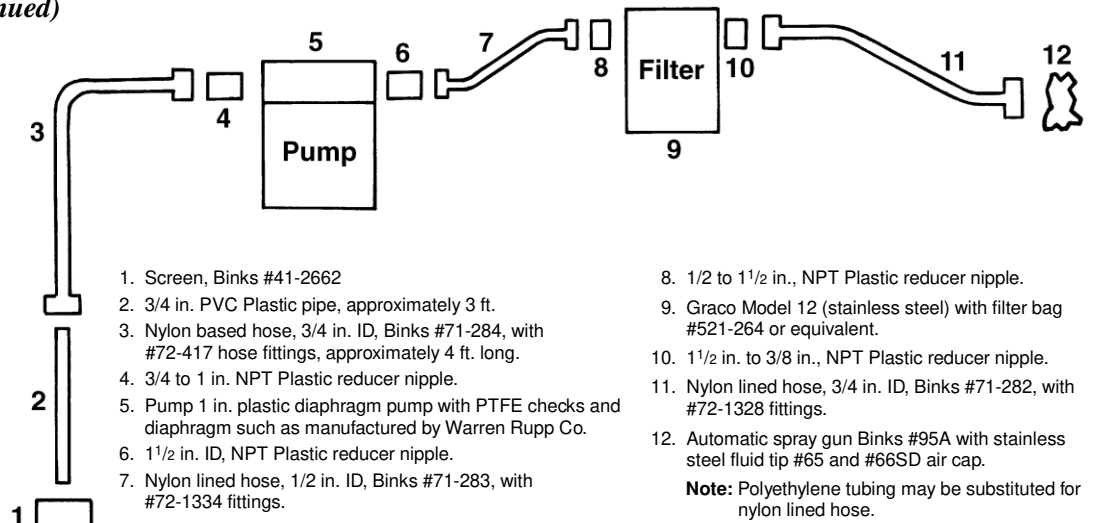 nued)
5
6
7
8
Filter
10
11
12
3
4
Pump
9
1. Screen, Binks #41-2662
2. 3/4 in. PVC Plastic pipe, approximately 3 ft.
3. Nylon based hose, 3/4 in. ID, Binks #71-284, with
#72-417 hose fittings, approximately 4 ft. long.
4. 3/4 to 1 in. NPT Plastic reducer nipple.
5. Pump 1 in. plastic diaphragm pump with PTFE checks and
diaphragm such as manufactured by Warren Rupp Co.
6. 1 1/2 in. ID, NPT Plastic reducer nipple.
7. Nylon lined hose, 1/2 in. ID, Binks #71-283, with
#72-1334 fittings.
2
1
8. 1/2 to 1 1/2 in., NPT Plastic reducer nipple.
9. Graco Model 12 (stainless steel) with filter bag
#521-264 or equivalent.
10. 1 1/2 in. to 3/8 in., NPT Plastic reducer nipple.
11. Nylon lined hose, 3/4 in. ID, Binks #71-282, with
#72-1328 fittings.
12. Automatic spray gun Binks #95A with stainless
steel fluid tip #65 and #66SD air cap.
Note: Polyethylene tubing may be substituted for
nylon lined hose.